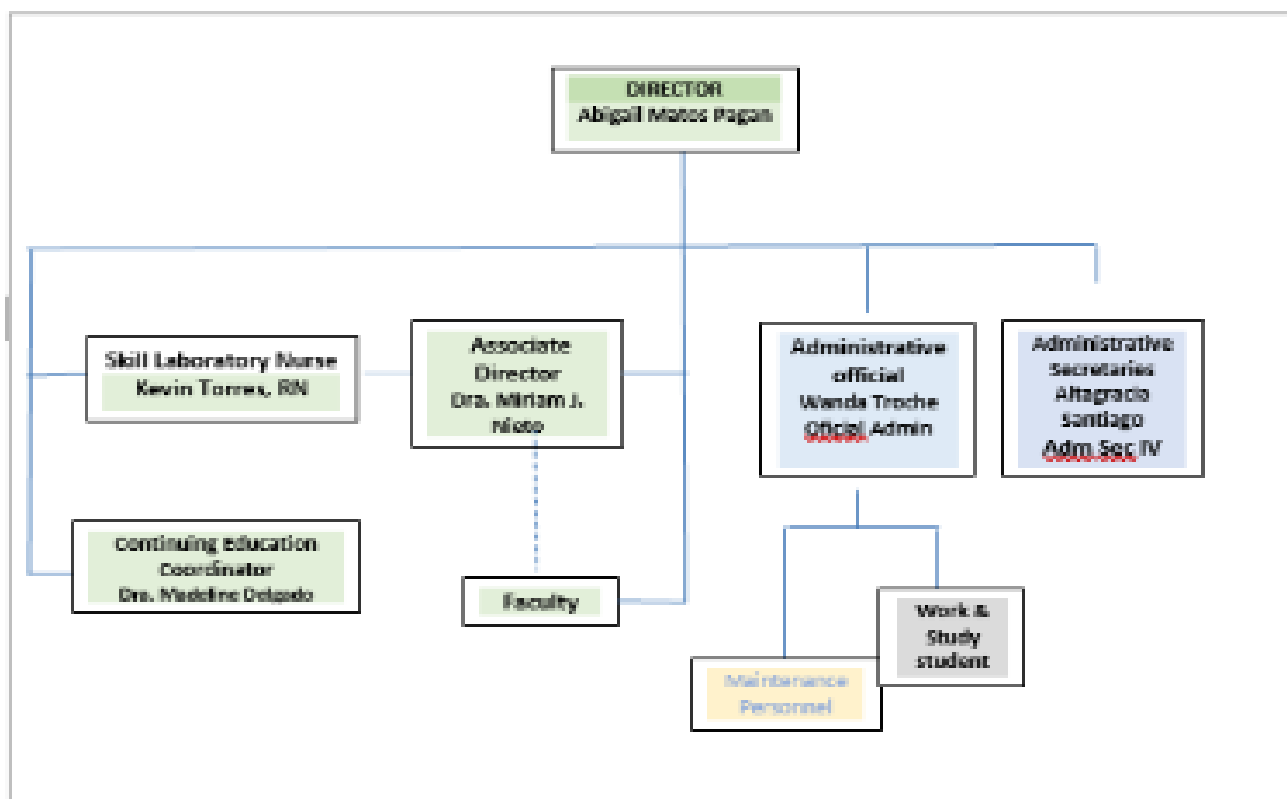 DIRECTOR
Abigail Matos Pagan
Skill Laboratory Nurse
Kevin Torres, RN
Associate
Director
Dra. Miriam J.
Nieto
Administrative
official
Wanda Troche
Oficial Admin
Administrative
Secretaries
Altagracia
Santiago
Adm Sec IV
Continuing Education
Coordinator
Dra. Madeline Delgado
Faculty
Work &
Study
student
Maintenance
Personnel